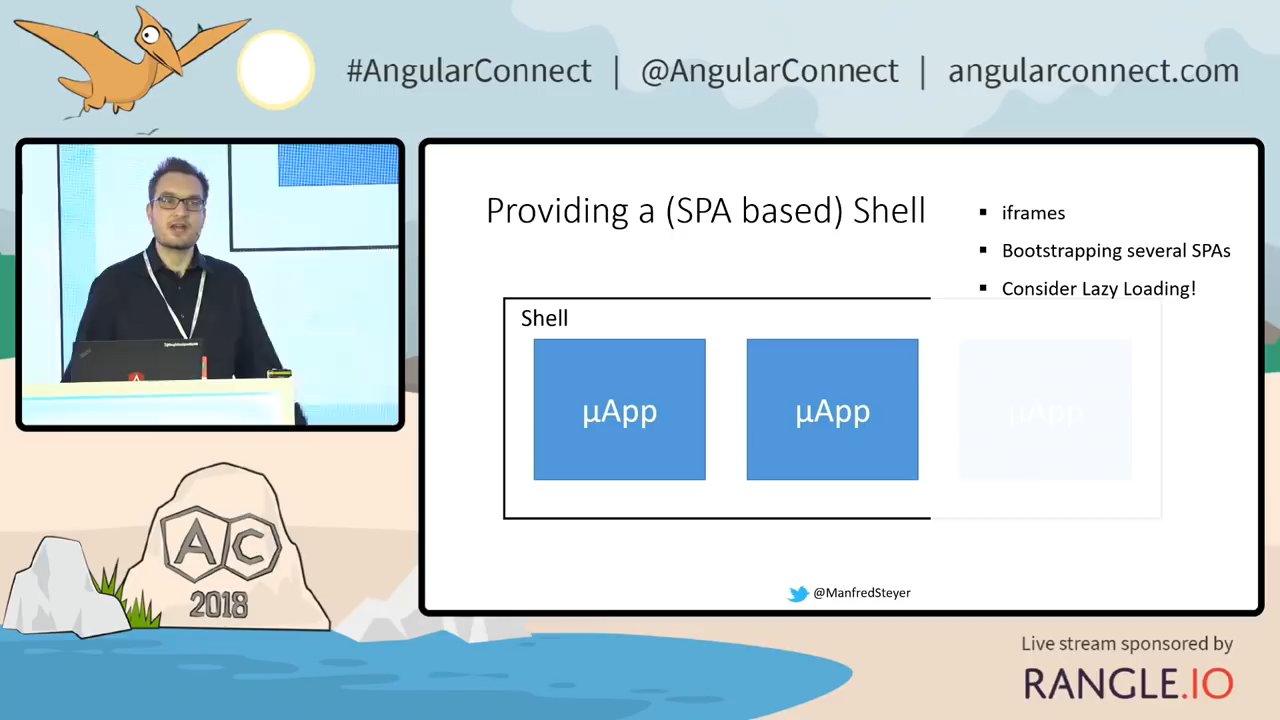 #AngularConnect | @AngularConnect | angularconnect.com
Providing a (SPA based) Shell
▪ iframes
▪ Bootstrapping several SPAs
▪ Consider Lazy Loading!
Shell
µApp
µApp
µApp
@ManfredSteyer
AC
2018
Live stream sponsored by
RANGLE.IO